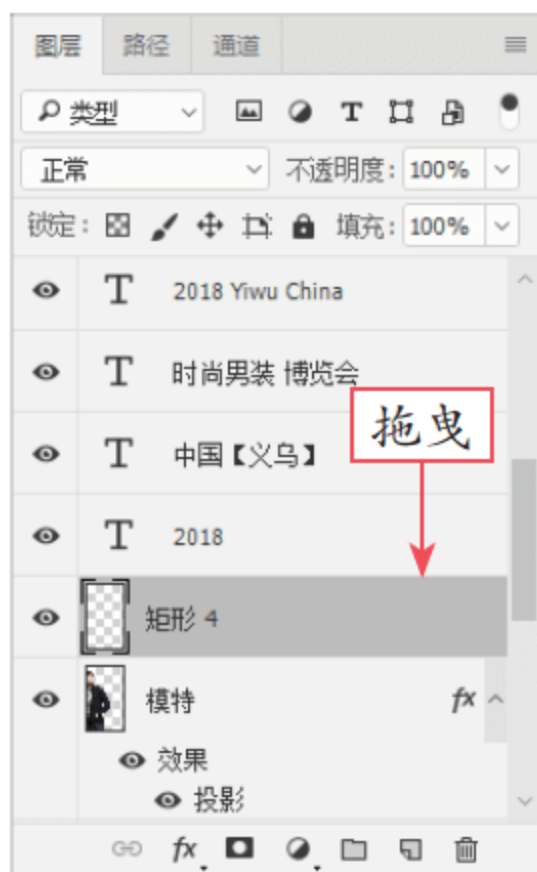 图层 路径 通道
类型 T
正常 不透明度: 100%
锁定: 填充: 100%
T 2018 Yiwu China
T 时尚男装 博览会
拖曳
T 中国【义乌】
T 2018
矩形 4
模特 fx
效果
投影
fx